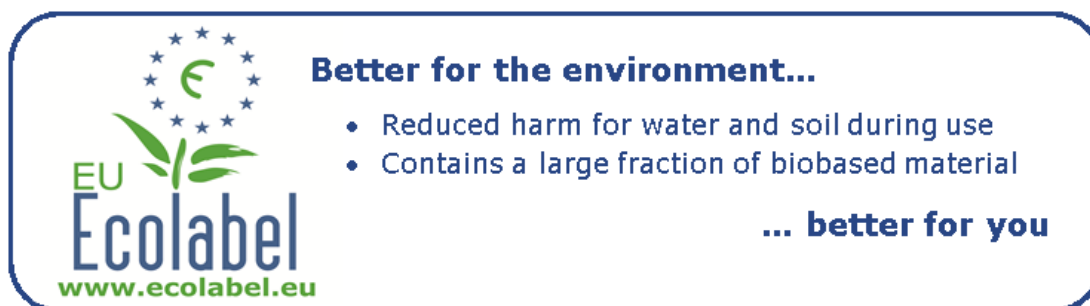 Better for the environment...
• Reduced harm for water and soil during use
• Contains a large fraction of biobased material
... better for you
EU
Ecolabel
www.ecolabel.eu